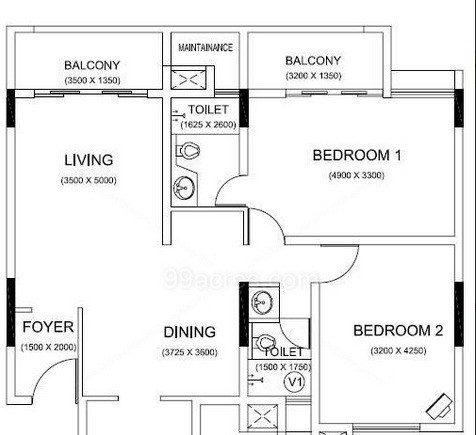 MAINTAINANCE
BALCONY
(3500 X 1350)
BALCONY
(3200 X 1350)
TOILET
(1625 X 2600)
LIVING
(3500 X 5000)
BEDROOM 1
(4900 X 3300)
99acres.com
FOYER
(1500 X 2000)
DINING
(3725 X 3600)
BEDROOM 2
(3200 X 4250)
TOILET
(1500 X 1750)
V1